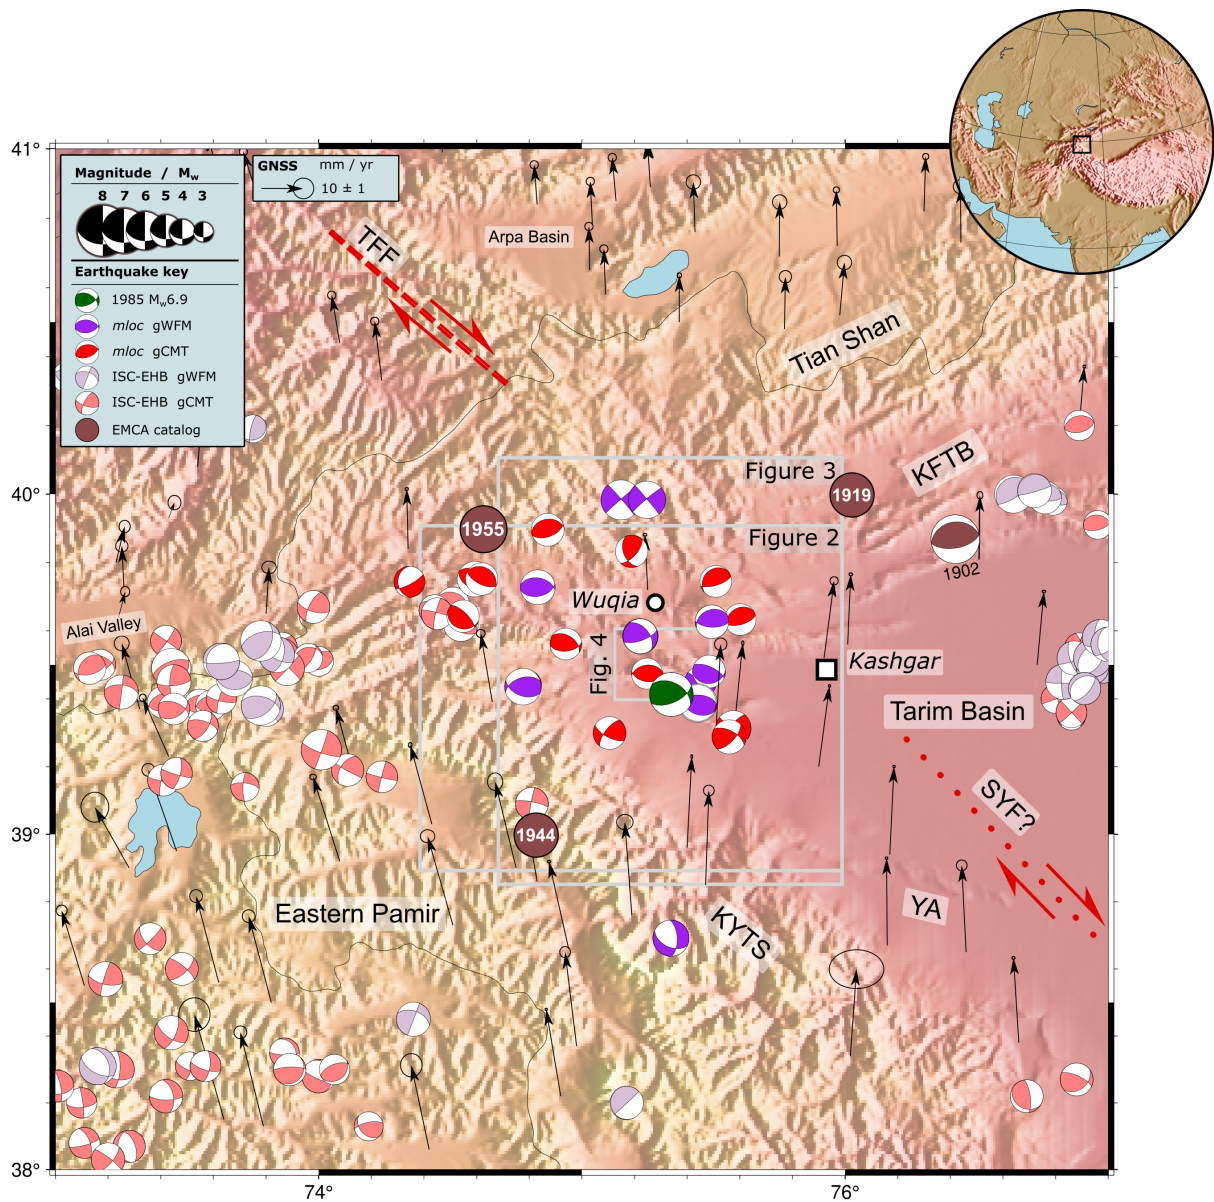 41°
40°
39°
38°
74°
76°
Magnitude / Mw
8 7 6 5 4 3
Earthquake key
1985 Mw6.9
mloc gWFM
mloc gCMT
ISC-EHB gWFM
ISC-EHB gCMT
EMCA catalog
GNSS mm / yr
10 ± 1
TFF
Arpa Basin
Tian Shan
KFTB
Figure 3
1919
1955
Figure 2
1902
Wuqia
Alai Valley
Fig. 4
Kashgar
Tarim Basin
SYF?
1944
Eastern Pamir
YA
KYTS